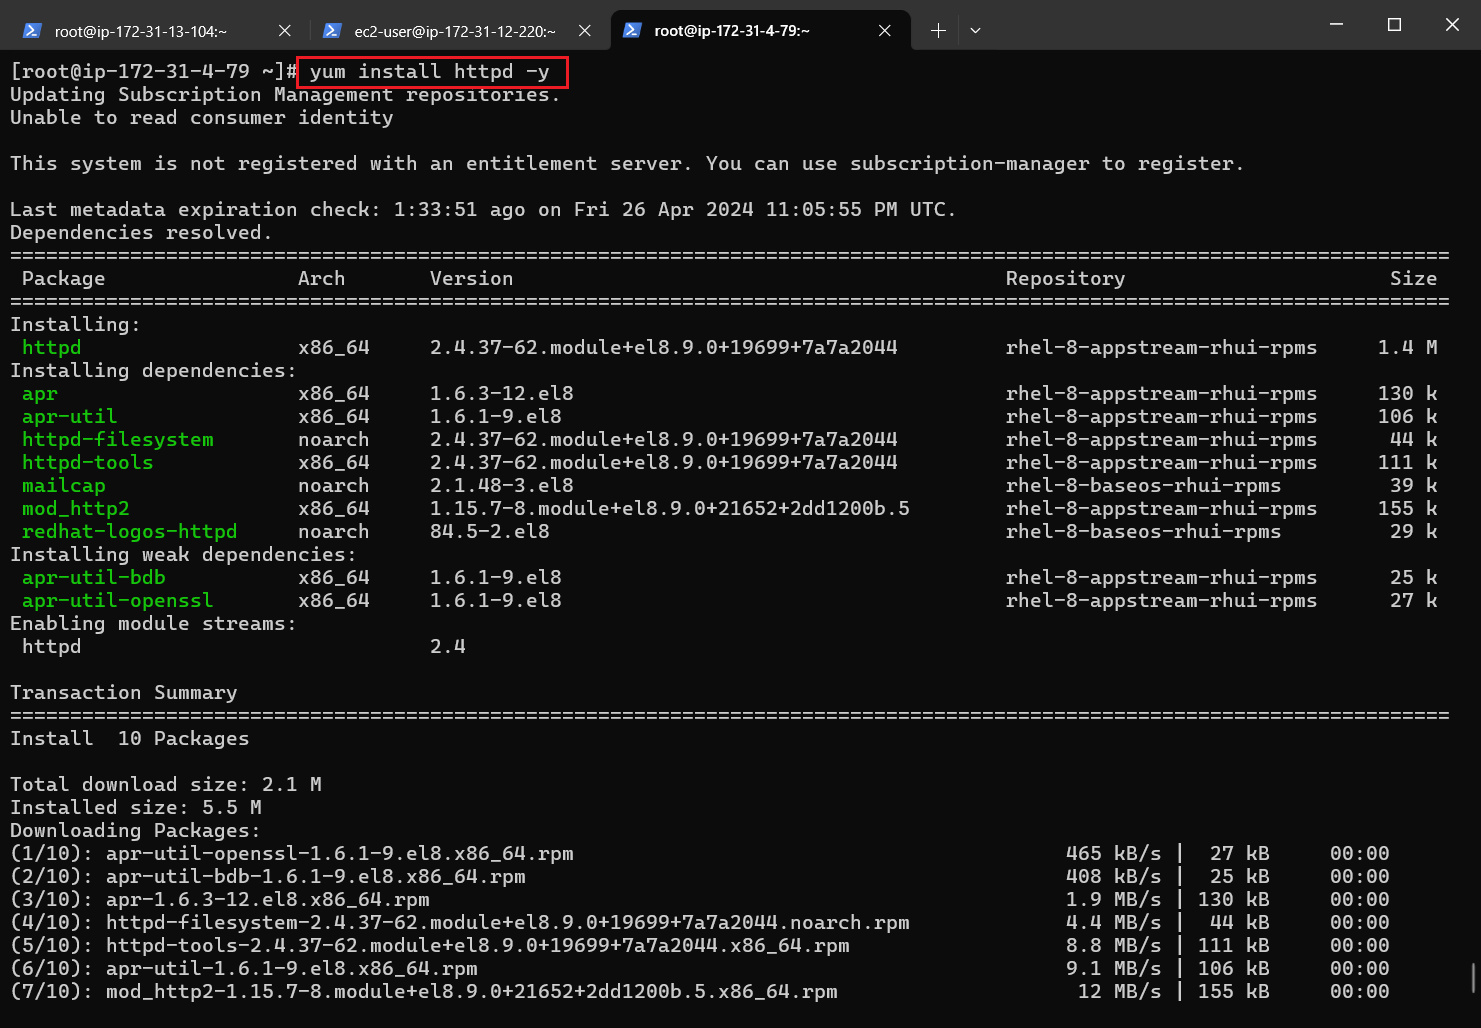 root@ip-172-31-13-104:~ ec2-user@ip-172-31-12-220:~ root@ip-172-31-4-79:~
[root@ip-172-31-4-79 ~]# yum install httpd -y
Updating Subscription Management repositories.
Unable to read consumer identity
This system is not registered with an entitlement server. You can use subscription-manager to register.
Last metadata expiration check: 1:33:51 ago on Fri 26 Apr 2024 11:05:55 PM UTC.
Dependencies resolved.
========================================================================================================================
Package Arch Version Repository Size
========================================================================================================================
Installing:
httpd x86_64 2.4.37-62.module+el8.9.0+19699+7a7a2044 rhel-8-appstream-rhui-rpms 1.4 M
Installing dependencies:
apr x86_64 1.6.3-12.el8 rhel-8-appstream-rhui-rpms 130 k
apr-util x86_64 1.6.1-9.el8 rhel-8-appstream-rhui-rpms 106 k
httpd-filesystem noarch 2.4.37-62.module+el8.9.0+19699+7a7a2044 rhel-8-appstream-rhui-rpms 44 k
httpd-tools x86_64 2.4.37-62.module+el8.9.0+19699+7a7a2044 rhel-8-appstream-rhui-rpms 111 k
mailcap noarch 2.1.48-3.el8 rhel-8-baseos-rhui-rpms 39 k
mod_http2 x86_64 1.15.7-8.module+el8.9.0+21652+2dd1200b.5 rhel-8-appstream-rhui-rpms 155 k
redhat-logos-httpd noarch 84.5-2.el8 rhel-8-baseos-rhui-rpms 29 k
Installing weak dependencies:
apr-util-bdb x86_64 1.6.1-9.el8 rhel-8-appstream-rhui-rpms 25 k
apr-util-openssl x86_64 1.6.1-9.el8 rhel-8-appstream-rhui-rpms 27 k
Enabling module streams:
httpd 2.4
Transaction Summary
========================================================================================================================
Install 10 Packages
Total download size: 2.1 M
Installed size: 5.5 M
Downloading Packages:
(1/10): apr-util-openssl-1.6.1-9.el8.x86_64.rpm 465 kB/s | 27 kB 00:00
(2/10): apr-util-bdb-1.6.1-9.el8.x86_64.rpm 408 kB/s | 25 kB 00:00
(3/10): apr-1.6.3-12.el8.x86_64.rpm 1.9 MB/s | 130 kB 00:00
(4/10): httpd-filesystem-2.4.37-62.module+el8.9.0+19699+7a7a2044.noarch.rpm 4.4 MB/s | 44 kB 00:00
(5/10): httpd-tools-2.4.37-62.module+el8.9.0+19699+7a7a2044.x86_64.rpm 8.8 MB/s | 111 kB 00:00
(6/10): apr-util-1.6.1-9.el8.x86_64.rpm 9.1 MB/s | 106 kB 00:00
(7/10): mod_http2-1.15.7-8.module+el8.9.0+21652+2dd1200b.5.x86_64.rpm 12 MB/s | 155 kB 00:00